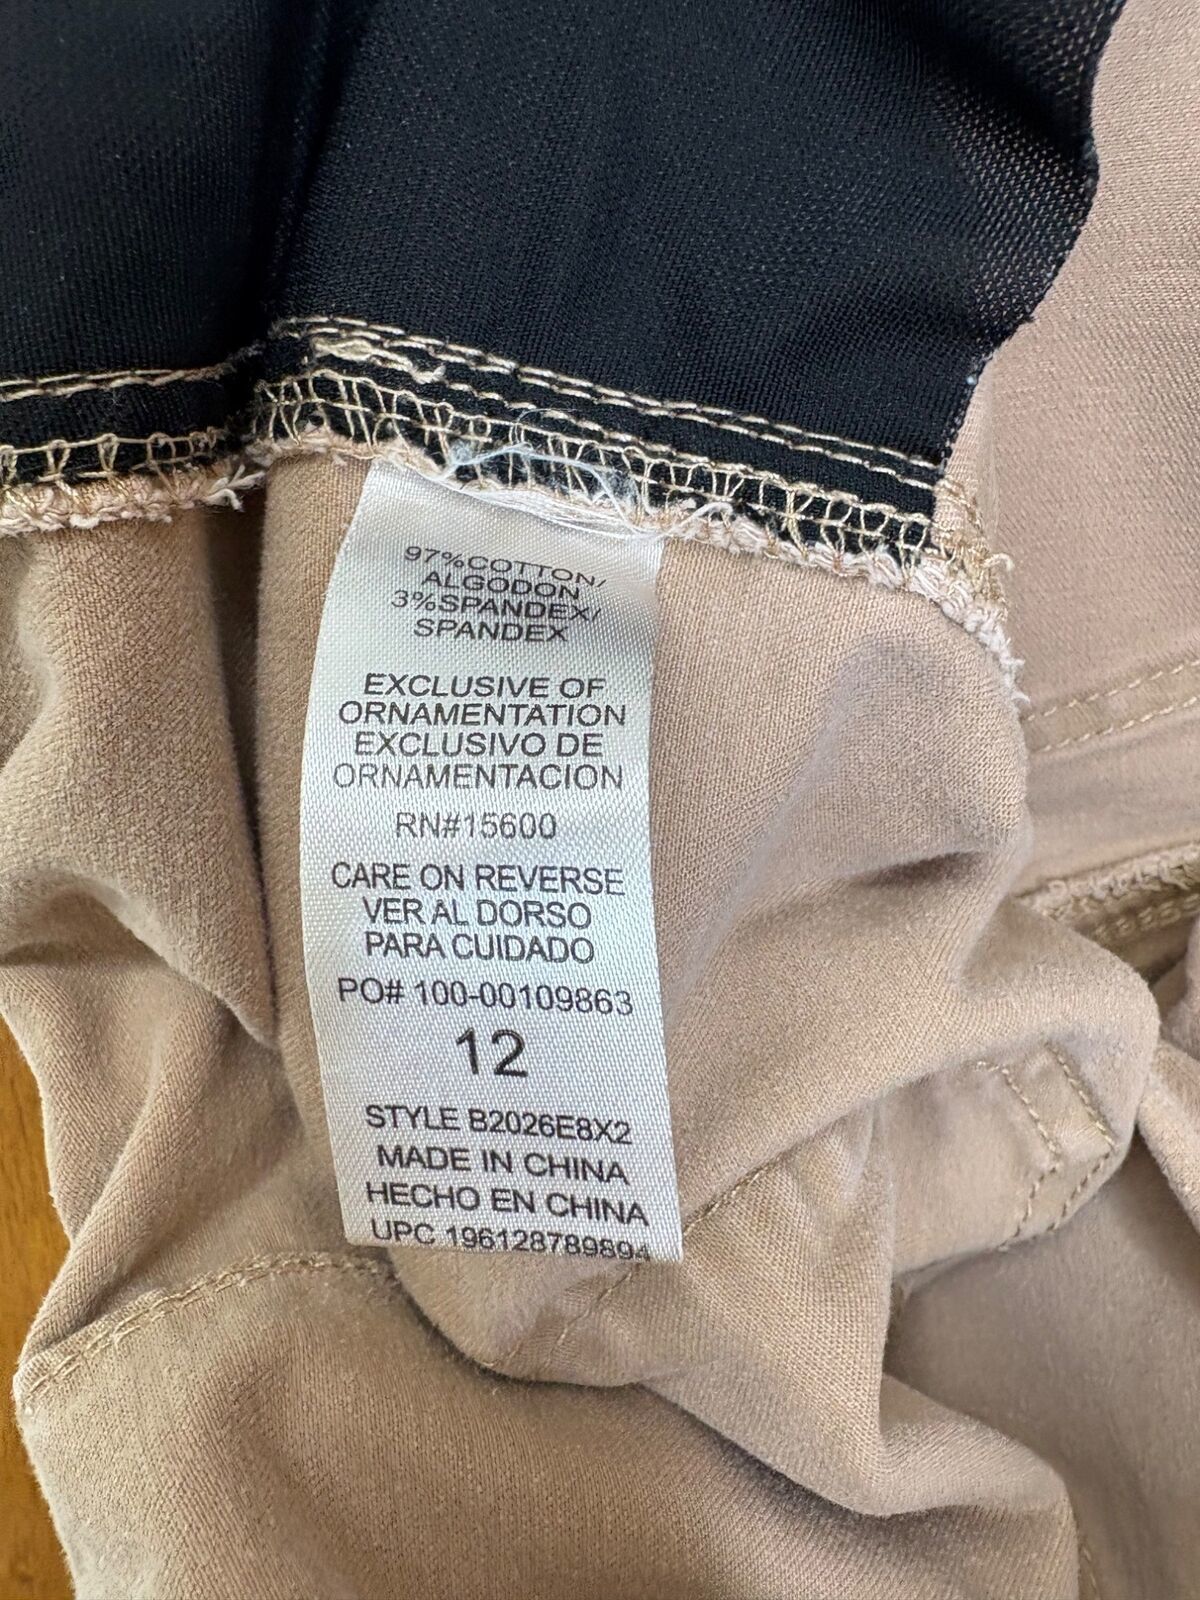 97%COTTON/
ALGODON
3%SPANDEX/
SPANDEX
EXCLUSIVE OF
ORNAMENTATION
EXCLUSIVO DE
ORNAMENTACION
RN#15600
CARE ON REVERSE
VER AL DORSO
PARA CUIDADO
PO# 100-00109863
12
STYLE B2026E8X2
MADE IN CHINA
HECHO EN CHINA
UPC 196128789894